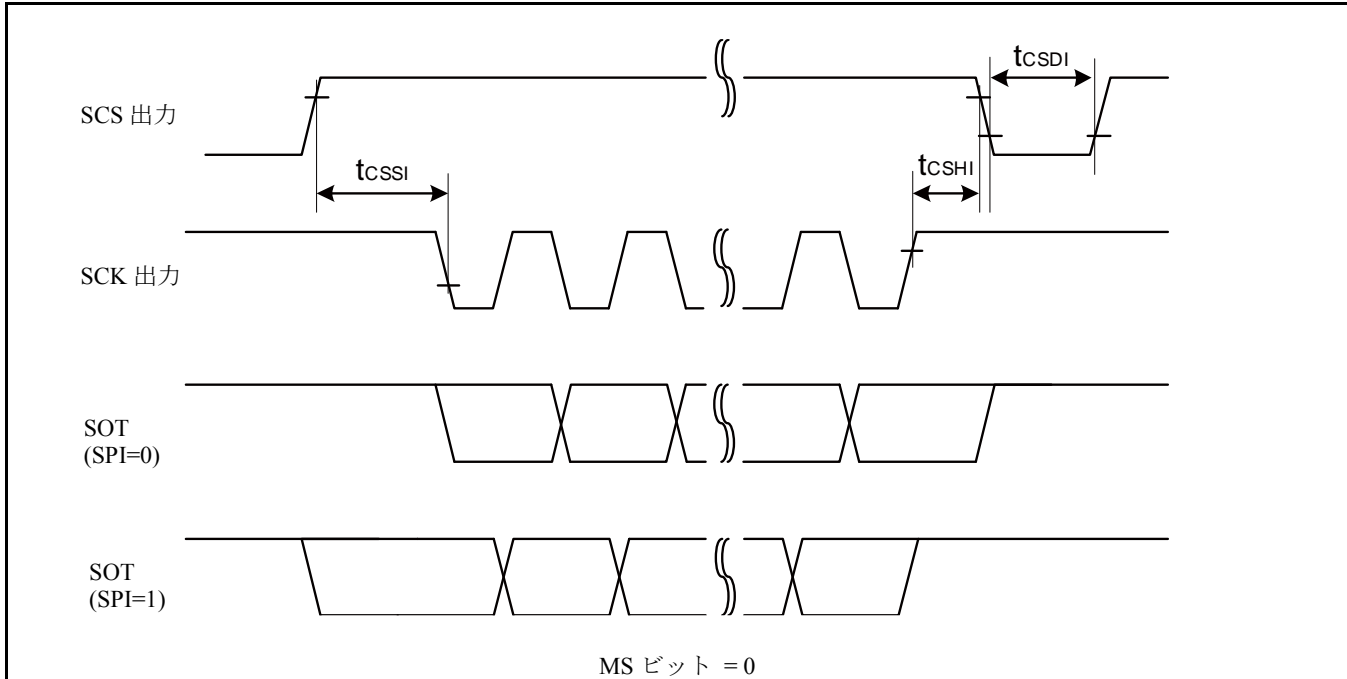 tCSDI
SCS 出力
tCSSI
tCSHI
SCK 出力
SOT
(SPI=0)
SOT
(SPI=1)
MS ビット = 0